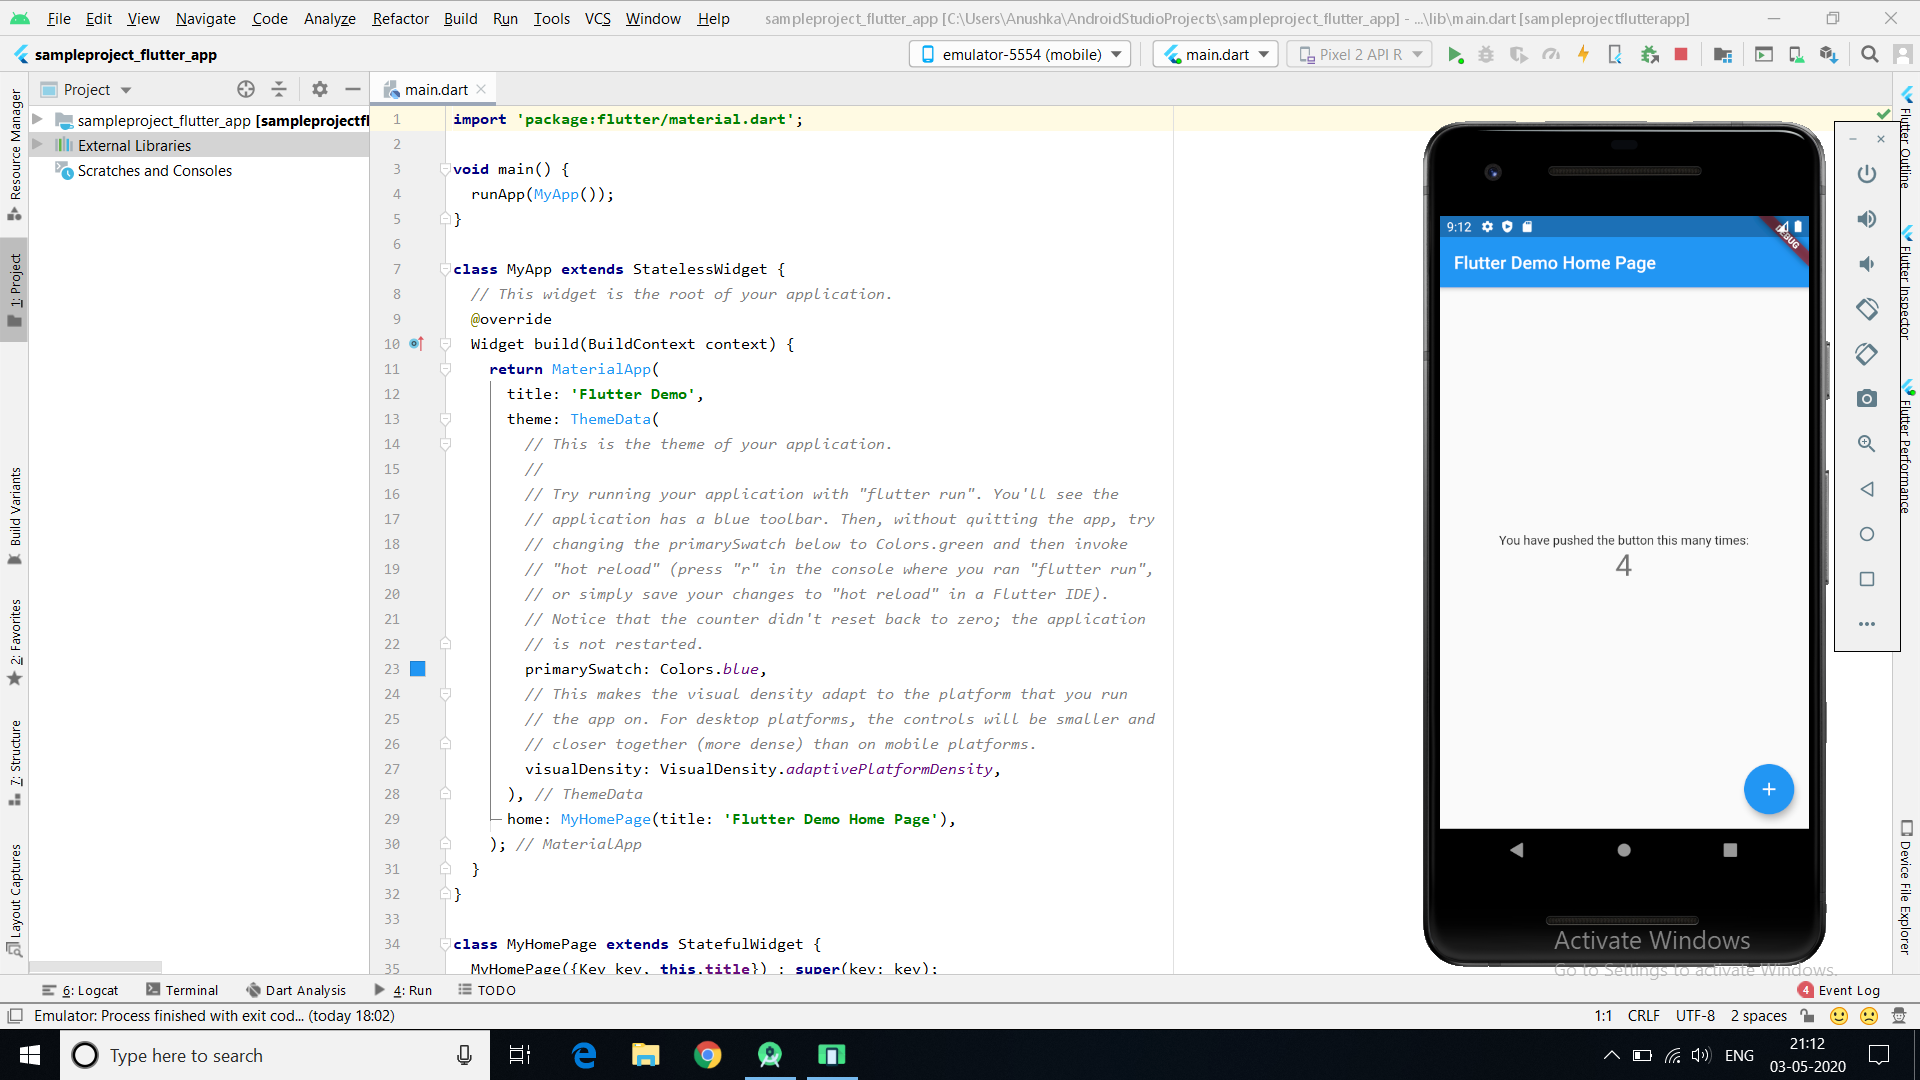 File Edit View Navigate Code Analyze Refactor Build Run Tools VCS Window Help sampleproject_flutter_app [C:\Users\Anushka\AndroidStudioProjects\sampleproject_flutter_app] - ...\lib\main.dart [sampleprojectflutterapp]
sampleproject_flutter_app emulator-5554 (mobile) main.dart Pixel 2 API R
Project main.dart
sampleproject_flutter_app [sampleprojectfl
External Libraries
Scratches and Consoles
Resource Manager
1: Project
Build Variants
2: Favorites
7: Structure
Layout Captures
1 import 'package:flutter/material.dart';
2
3 void main() {
4 runApp(MyApp());
5 }
6
7 class MyApp extends StatelessWidget {
8 // This widget is the root of your application.
9 @override
10 Widget build(BuildContext context) {
11 return MaterialApp(
12 title: 'Flutter Demo',
13 theme: ThemeData(
14 // This is the theme of your application.
15 //
16 // Try running your application with "flutter run". You'll see the
17 // application has a blue toolbar. Then, without quitting the app, try
18 // changing the primarySwatch below to Colors.green and then invoke
19 // "hot reload" (press "r" in the console where you ran "flutter run",
20 // or simply save your changes to "hot reload" in a Flutter IDE).
21 // Notice that the counter didn't reset back to zero; the application
22 // is not restarted.
23 primarySwatch: Colors.blue,
24 // This makes the visual density adapt to the platform that you run
25 // the app on. For desktop platforms, the controls will be smaller and
26 // closer together (more dense) than on mobile platforms.
27 visualDensity: VisualDensity.adaptivePlatformDensity,
28 ), // ThemeData
29 home: MyHomePage(title: 'Flutter Demo Home Page'),
30 ); // MaterialApp
31 }
32 }
33
34 class MyHomePage extends StatefulWidget {
35 MyHomePage({Key key, this.title}) : super(key: key);
9:12
DEBUG
Flutter Demo Home Page
You have pushed the button this many times:
4
+
Flutter Outline
Flutter Inspector
Flutter Performance
Device File Explorer
Activate Windows
Go to Settings to activate Windows.
6: Logcat Terminal Dart Analysis 4: Run TODO 4 Event Log
Emulator: Process finished with exit cod... (today 18:02) 1:1 CRLF UTF-8 2 spaces
Type here to search ENG 21:12
03-05-2020